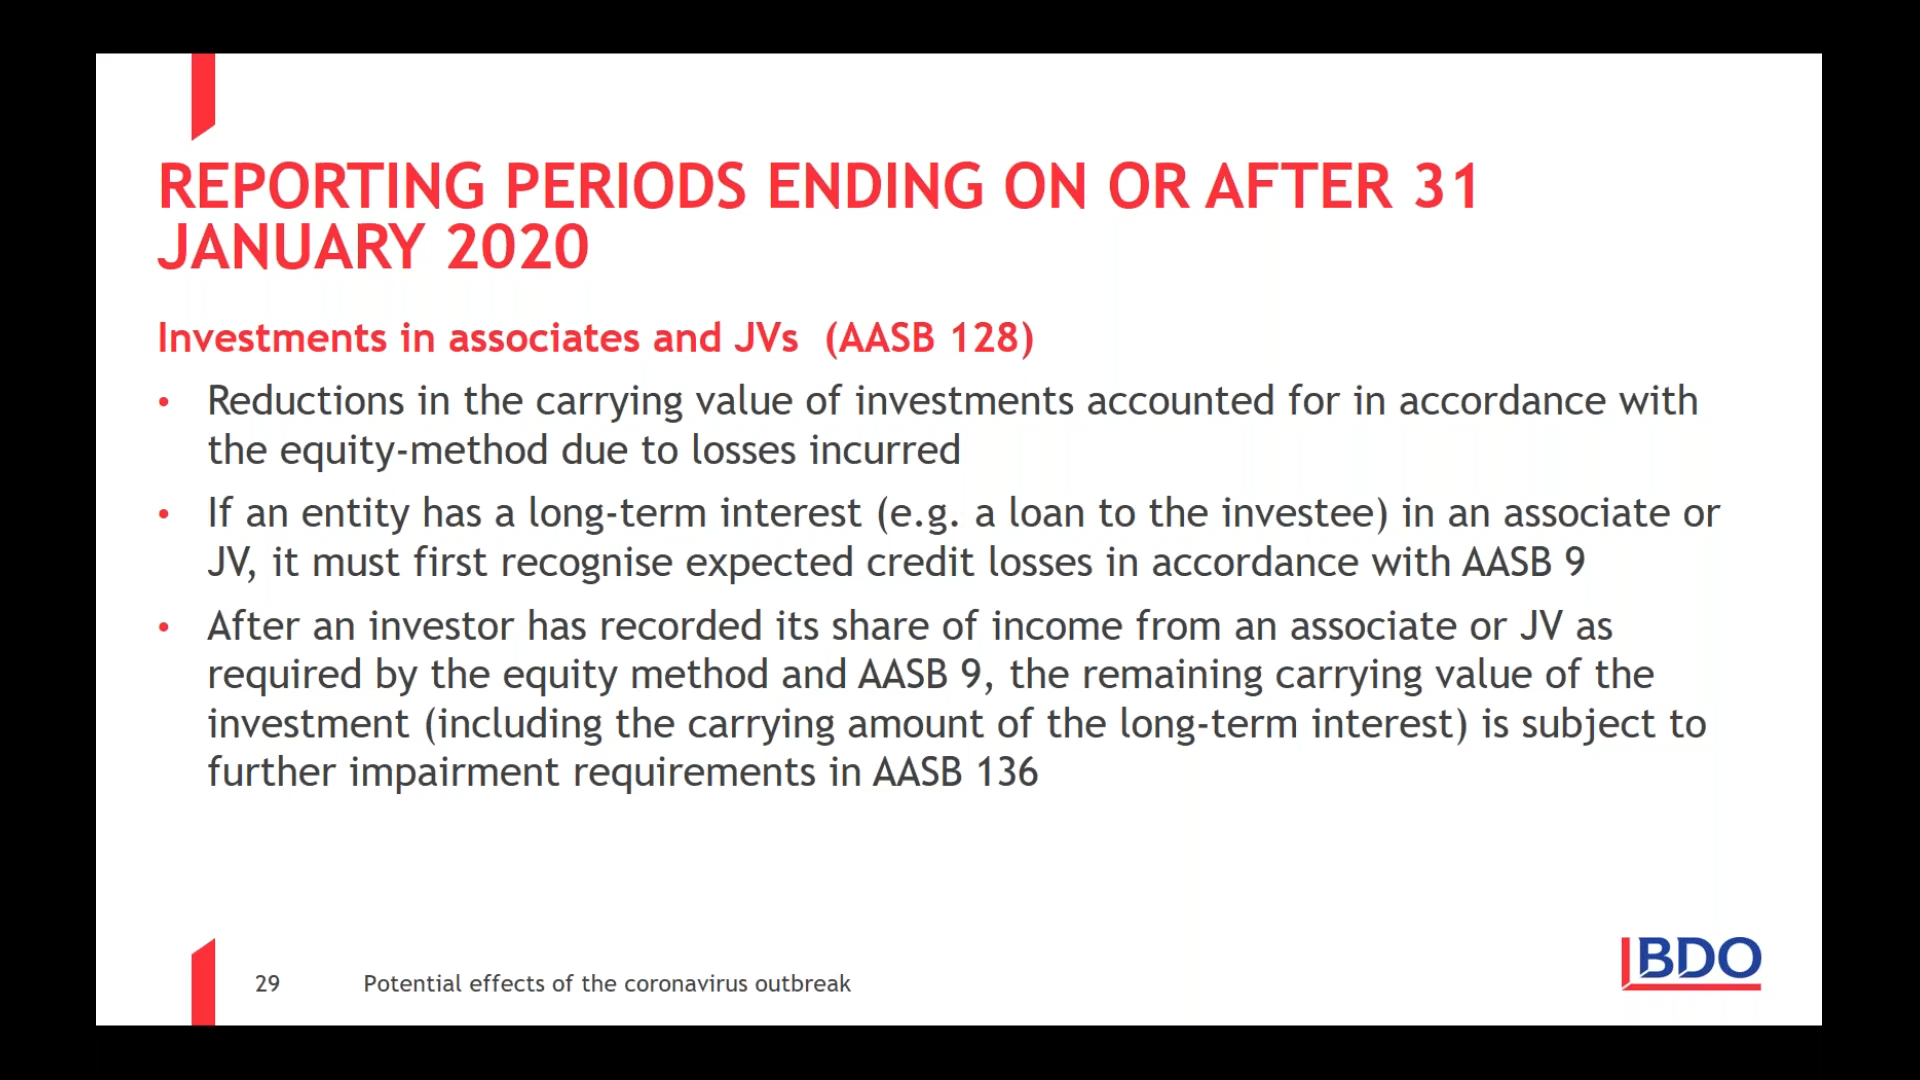 REPORTING PERIODS ENDING ON OR AFTER 31
JANUARY 2020
Investments in associates and JVs (AASB 128)
• Reductions in the carrying value of investments accounted for in accordance with
the equity-method due to losses incurred
• If an entity has a long-term interest (e.g. a loan to the investee) in an associate or
JV, it must first recognise expected credit losses in accordance with AASB 9
• After an investor has recorded its share of income from an associate or JV as
required by the equity method and AASB 9, the remaining carrying value of the
investment (including the carrying amount of the long-term interest) is subject to
further impairment requirements in AASB 136
29 Potential effects of the coronavirus outbreak
BDO